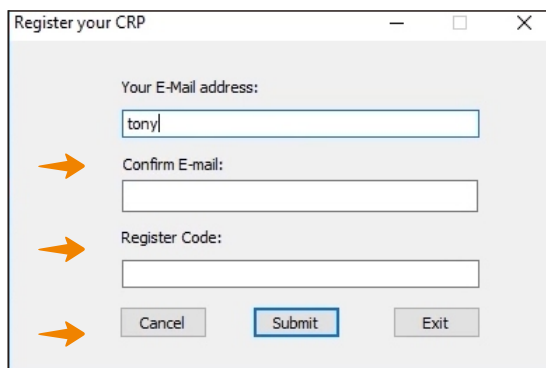 Register your CRP
Your E-Mail address:
tony
Confirm E-mail:
Register Code:
Cancel Submit Exit